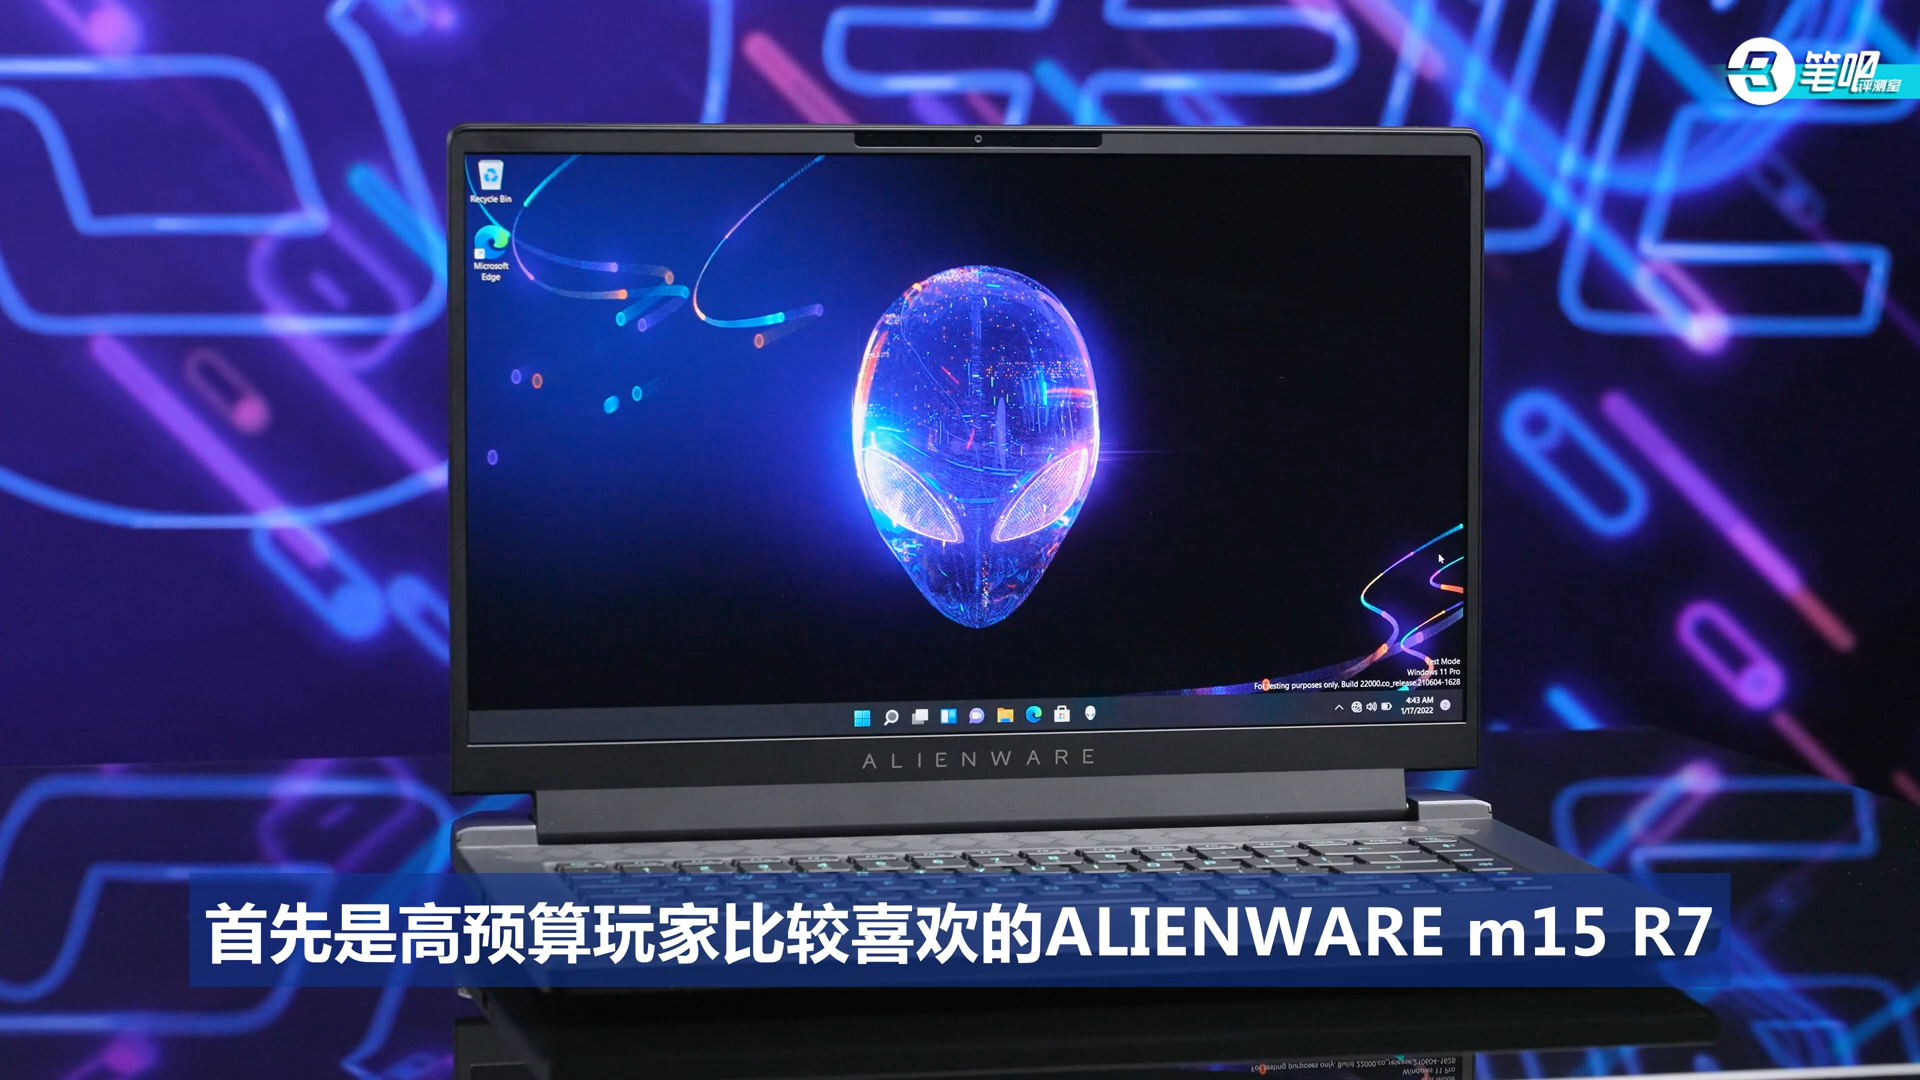 笔吧
评测室
Recycle Bin
Microsoft
Edge
Test Mode
Windows 11 Pro
For testing purposes only. Build 22000.co_release.210604-1628
4:43 AM
1/17/2022
ALIENWARE
首先是高预算玩家比较喜欢的ALIENWARE m15 R7